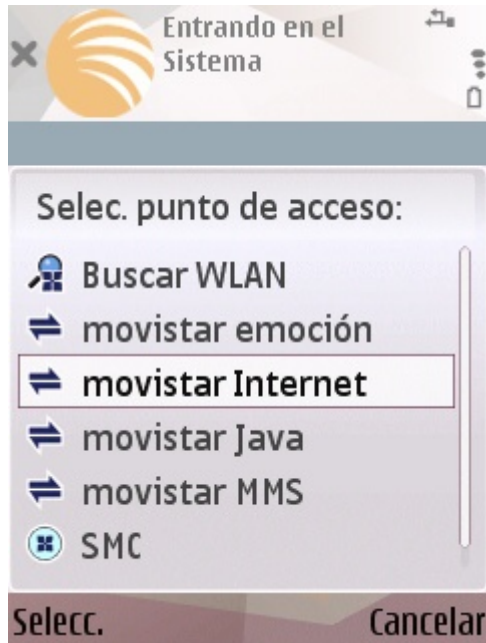 Entrando en el
Sistema
Selec. punto de acceso:
Buscar WLAN
movistar emoción
movistar Internet
movistar Java
movistar MMS
SMC
Selecc.
Cancelar